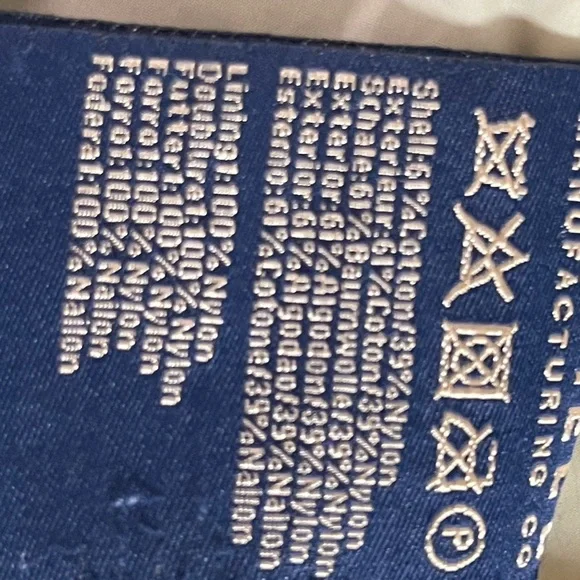 NUFACTURING CO
P
Shell:61%Cotton/39%Nylon
Exterieur:61%Coton/39%Nylon
Schale:61%Baumwolle/39%Nylon
Exterior:61%Algodon/39%Nylon
Exterior:61%Algodao/39%Nailon
Esterno:61%Cotone/39%Nailon
Lining:100%Nylon
Doublure:100%Nylon
Futter:100%Nylon
Forro:100%Nylon
Forro:100%Nailon
Federa:100%Nailon